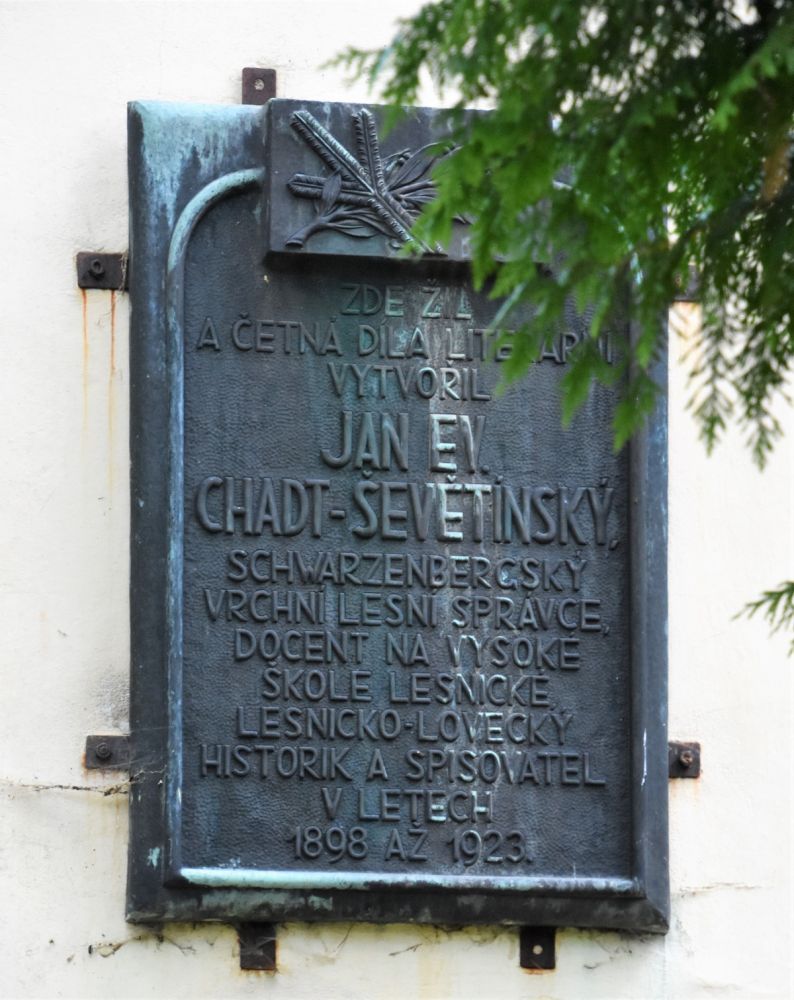 ZDE ŽIL
A ČETNÁ DÍLA LITERÁRNÍ
VYTVOŘIL
JAN EV.
CHADT-ŠEVĚTÍNSKÝ,
SCHWARZENBERGSKÝ
VRCHNÍ LESNÍ SPRÁVCE,
DOCENT NA VYSOKÉ
ŠKOLE LESNICKÉ,
LESNICKO-LOVECKÝ
HISTORIK A SPISOVATEL
V LETECH
1898 AŽ 1923.